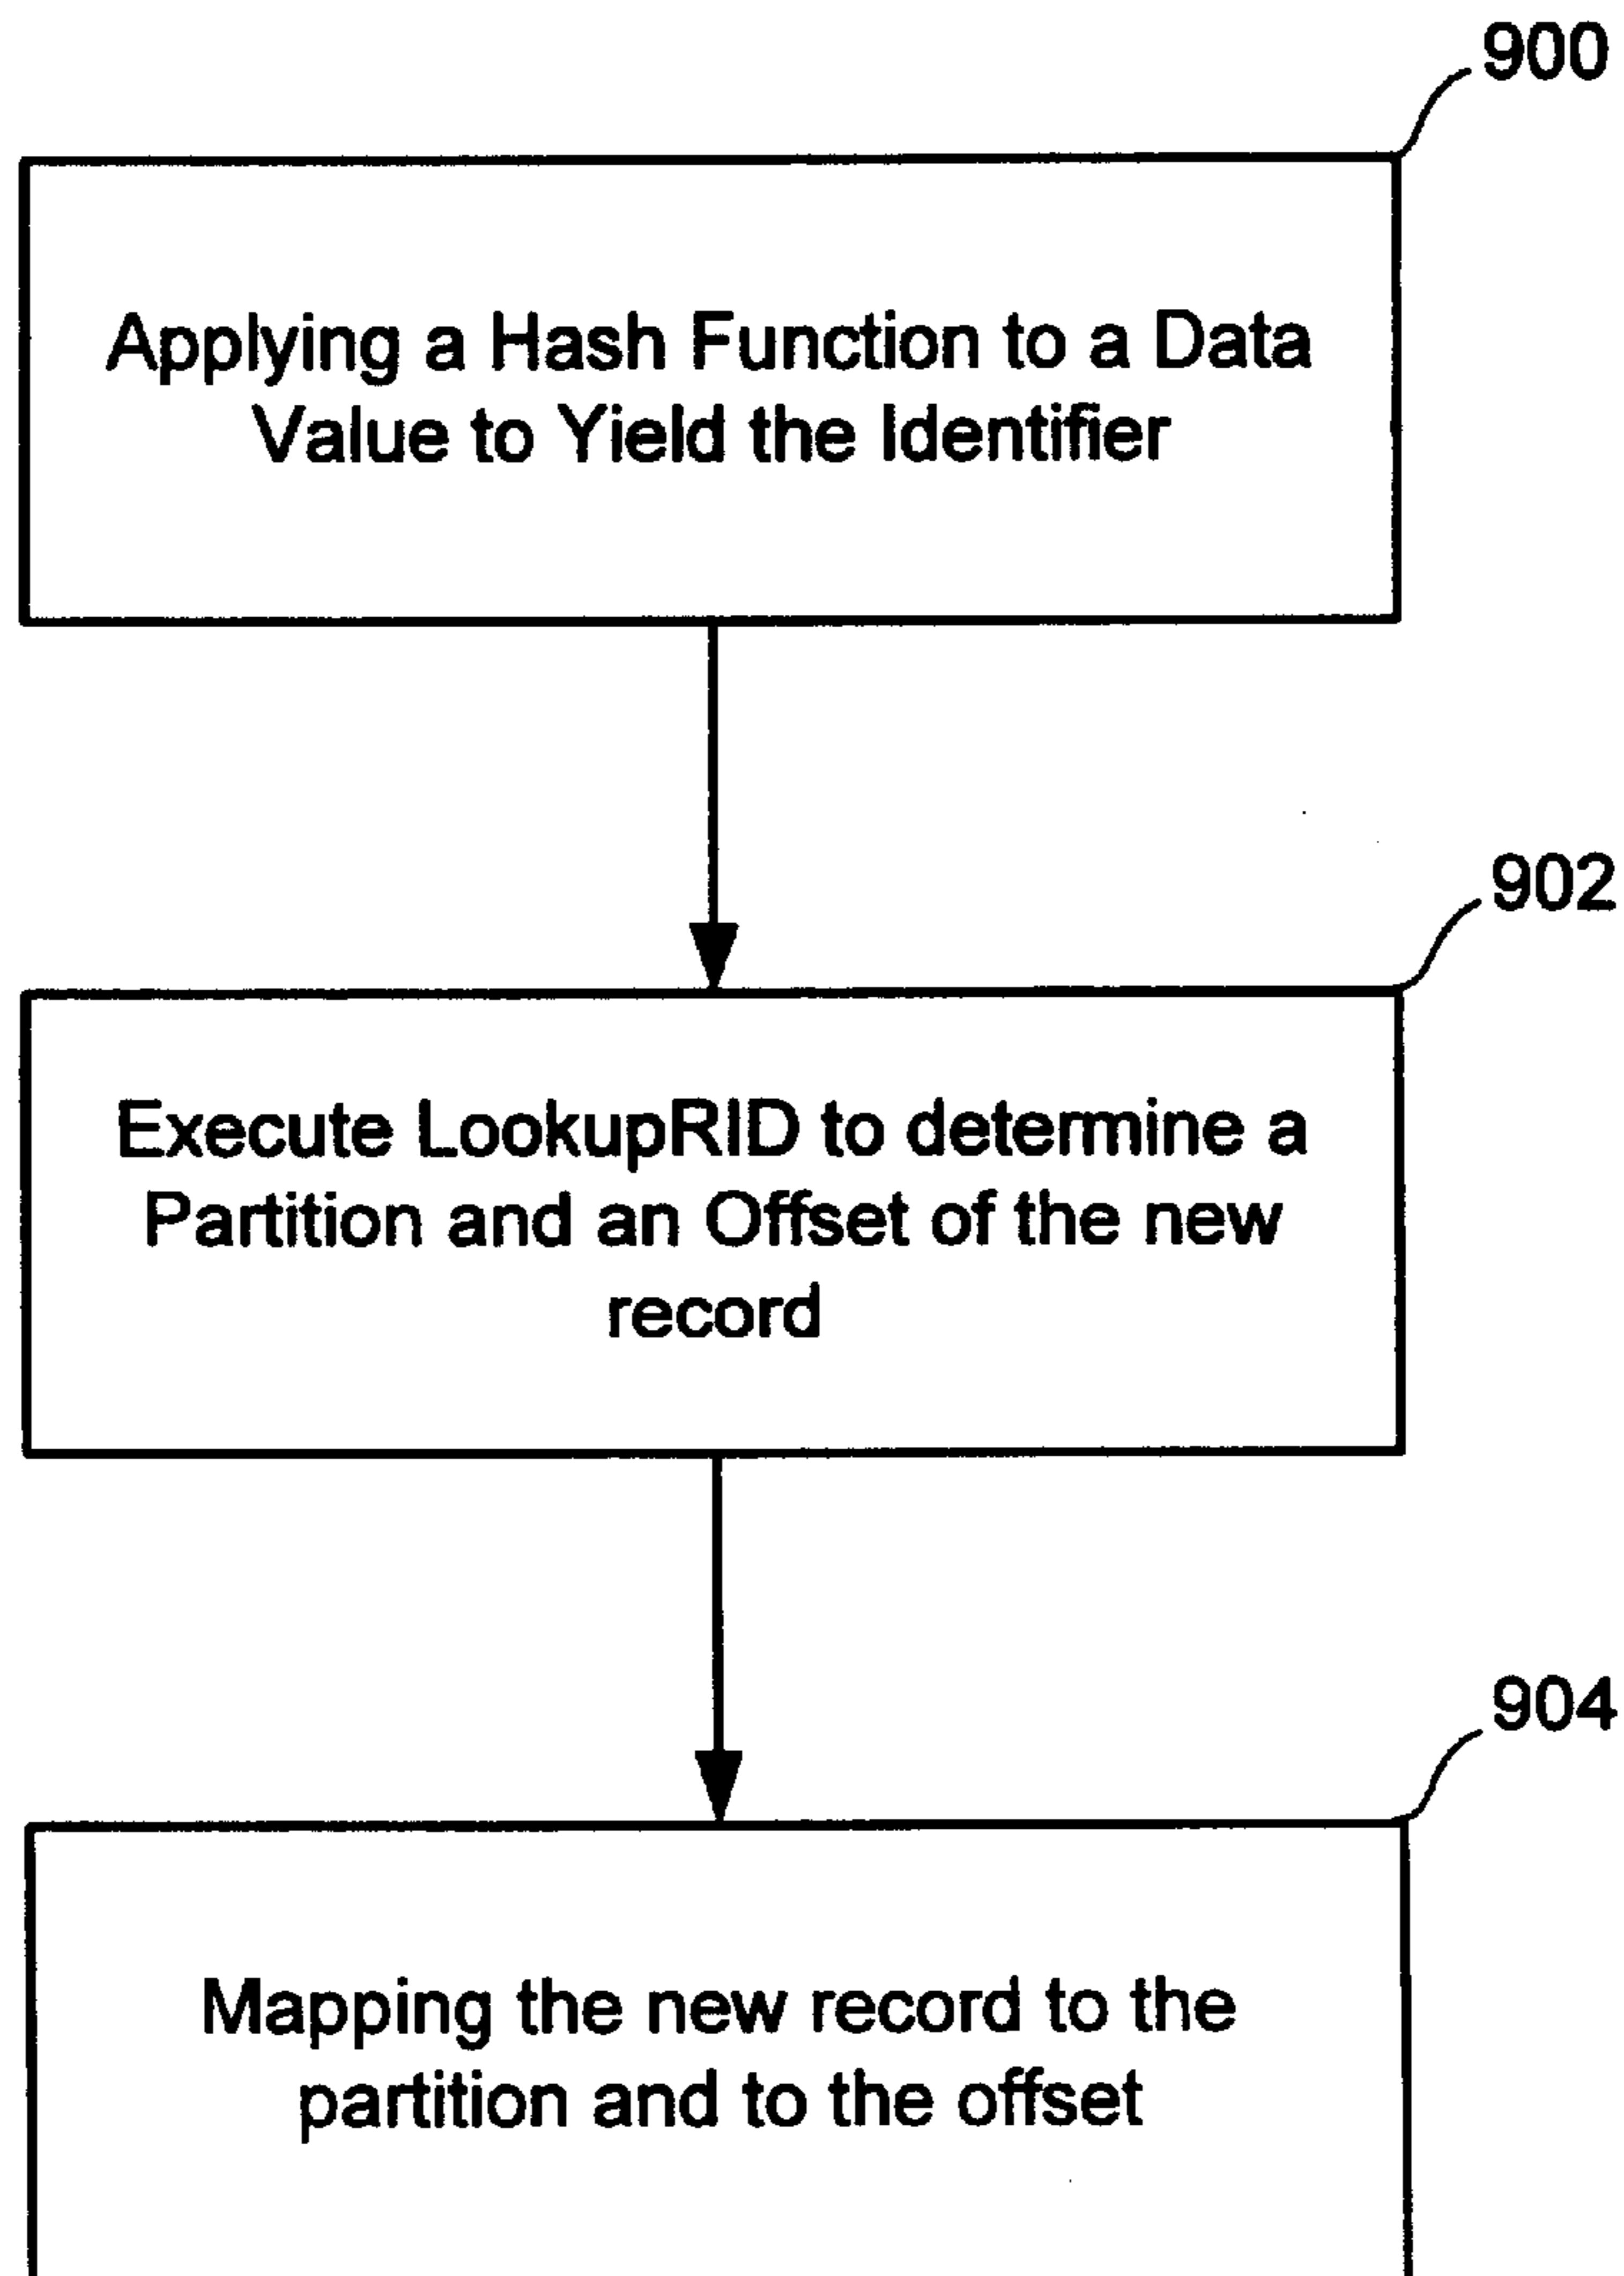 900
Applying a Hash Function to a Data
Value to Yield the Identifier
902
Execute LookupRID to determine a
Partition and an Offset of the new
record
904
Mapping the new record to the
partition and to the offset